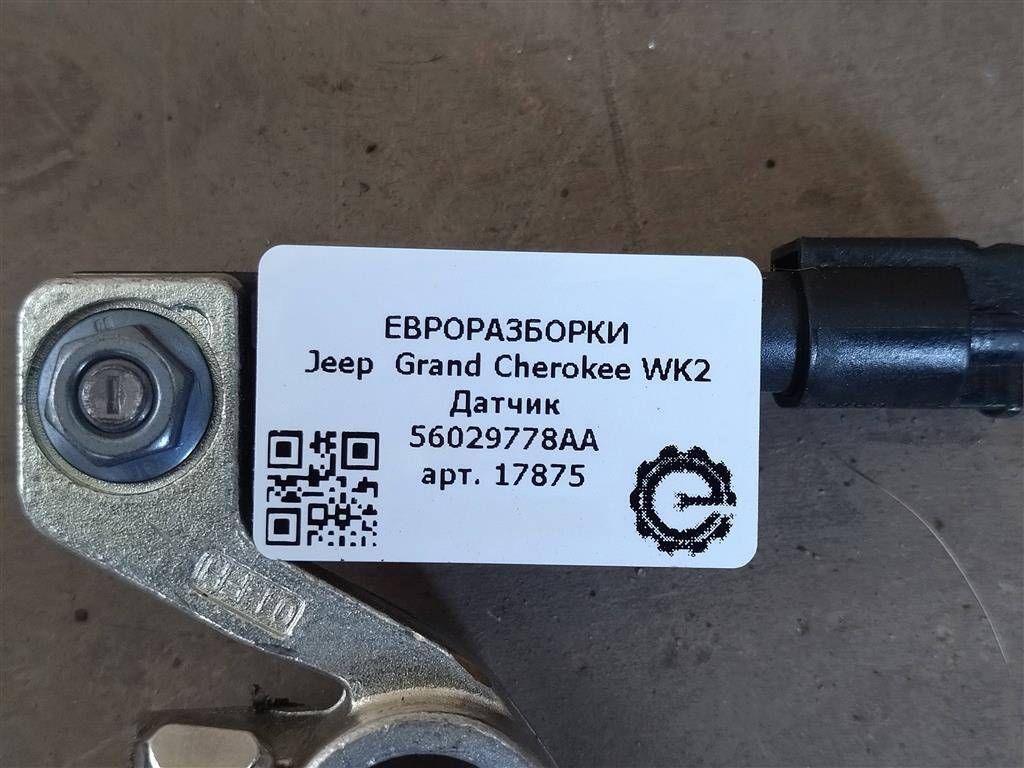 ЕВРОРАЗБОРКИ
Jeep Grand Cherokee WK2
Датчик
56029778AA
арт. 17875